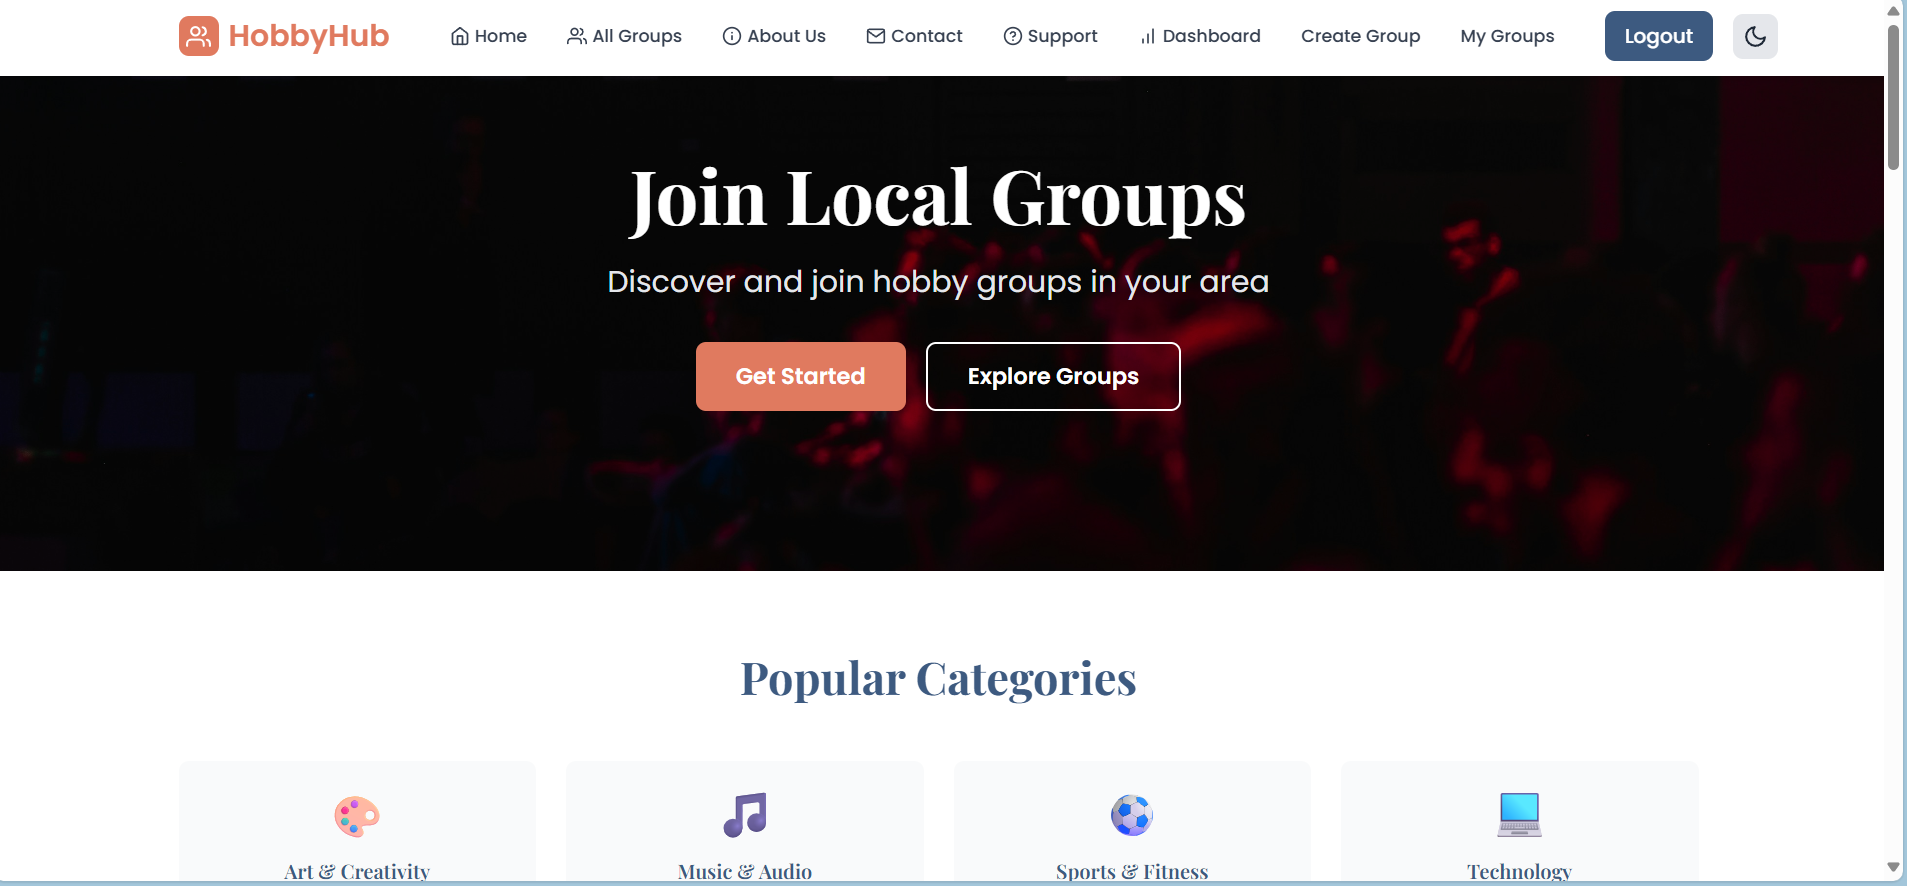 HobbyHub
Home
All Groups
About Us
Contact
Support
Dashboard
Create Group
My Groups
Logout
Join Local Groups
Discover and join hobby groups in your area
Get Started
Explore Groups
Popular Categories
Art & Creativity
Music & Audio
Sports & Fitness
Technology